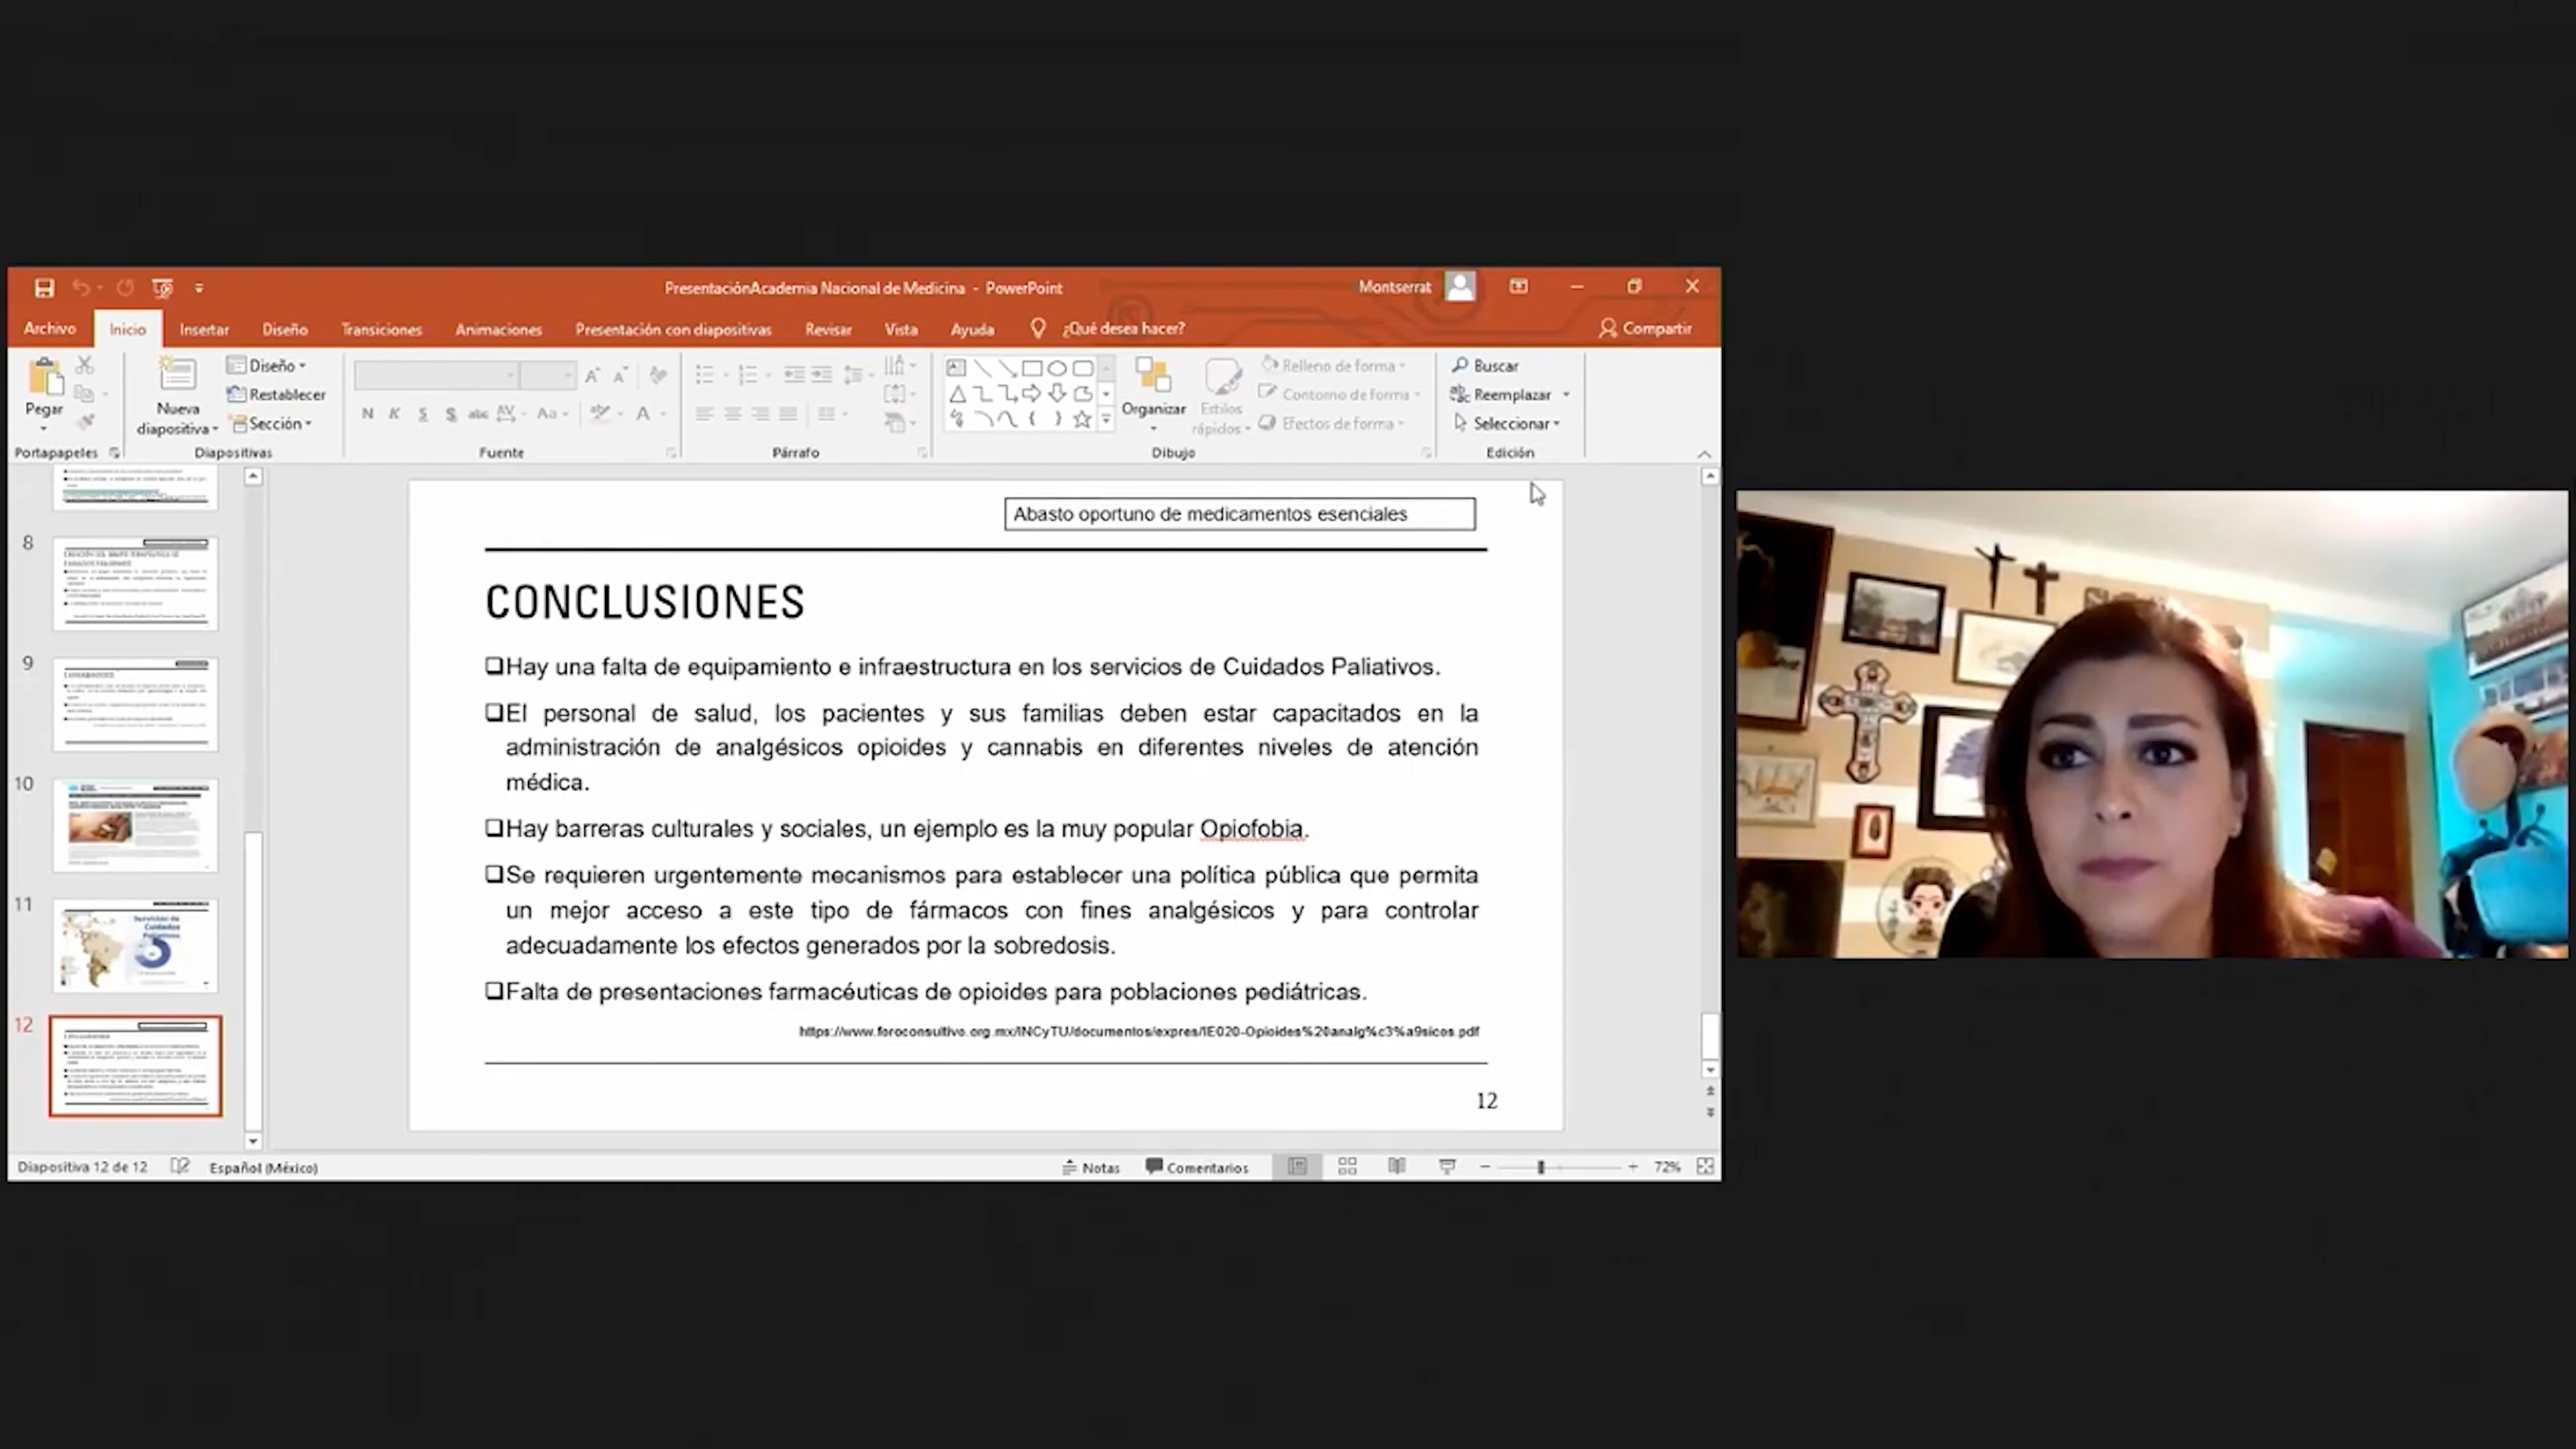 PresentaciónAcademia Nacional de Medicina - PowerPoint
Montserrat
Archivo Inicio Insertar Diseño Transiciones Animaciones Presentación con diapositivas Revisar Vista Ayuda ¿Qué desea hacer? Compartir
Pegar
Portapapeles
Nueva diapositiva
Diseño
Restablecer
Sección
Diapositivas
N K S S abc AV Aa A
Fuente
Párrafo
Organizar
Estilos rápidos
Relleno de forma
Contorno de forma
Efectos de forma
Dibujo
Buscar
Reemplazar
Seleccionar
Edición
8
9
10
11
Servicios de
Cuidados
Paliativos
12
Abasto oportuno de medicamentos esenciales
CONCLUSIONES
❑Hay una falta de equipamiento e infraestructura en los servicios de Cuidados Paliativos.
❑El personal de salud, los pacientes y sus familias deben estar capacitados en la
administración de analgésicos opioides y cannabis en diferentes niveles de atención
médica.
❑Hay barreras culturales y sociales, un ejemplo es la muy popular Opiofobia.
❑Se requieren urgentemente mecanismos para establecer una política pública que permita
un mejor acceso a este tipo de fármacos con fines analgésicos y para controlar
adecuadamente los efectos generados por la sobredosis.
❑Falta de presentaciones farmacéuticas de opioides para poblaciones pediátricas.
https://www.foroconsultivo.org.mx/INCyTU/documentos/expres/IE020-Opioides%20analg%c3%a9sicos.pdf
12
Diapositiva 12 de 12 Español (México) Notas Comentarios 72%